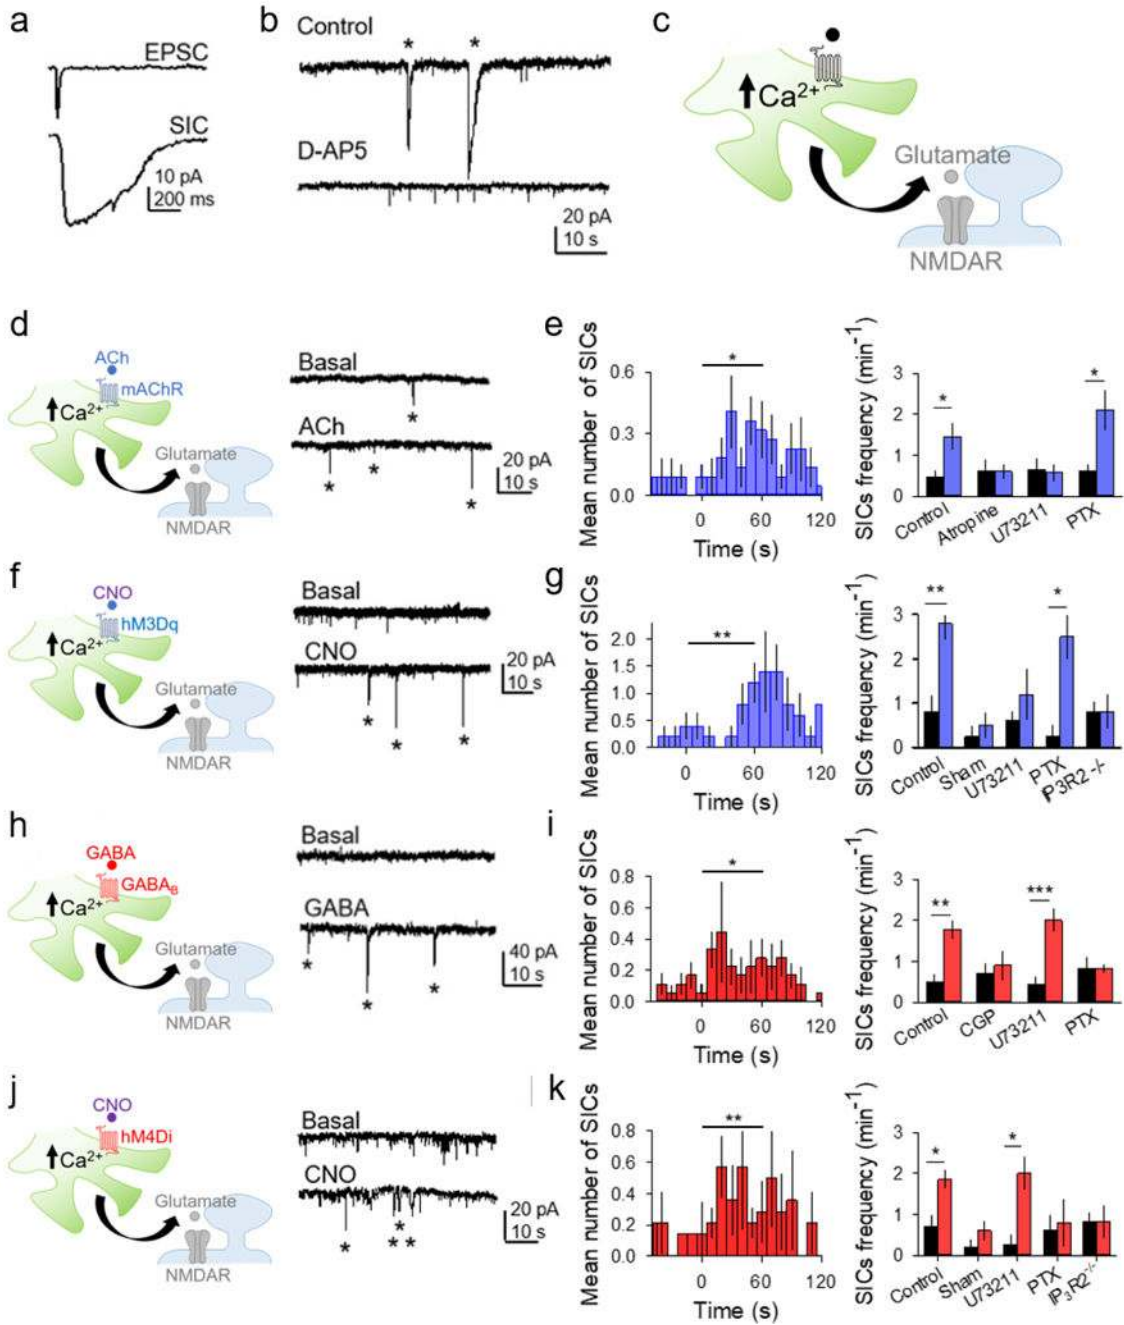 a
EPSC
SIC
10 pA
200 ms
b
Control
* *
D-AP5
20 pA
10 s
c
Ca2+
Glutamate
NMDAR
d
ACh
mAChR
Ca2+
Glutamate
NMDAR
Basal
*
ACh
* * *
20 pA
10 s
e
Mean number of SICs
0.6
0.3
0.0
*
0 60 120
Time (s)
SICs frequency (min-1)
3
2
1
0
* *
Control Atropine U73211 PTX
f
CNO
hM3Dq
Ca2+
Glutamate
NMDAR
Basal
CNO
* * *
20 pA
10 s
g
Mean number of SICs
2.0
1.5
1.0
0.5
0.0
**
0 60 120
Time (s)
SICs frequency (min-1)
3
2
1
0
** *
Control Sham U73211 PTX IP3R2-/-
h
GABA
GABAB
Ca2+
Glutamate
NMDAR
Basal
GABA
* * *
40 pA
10 s
i
Mean number of SICs
0.8
0.6
0.4
0.2
0.0
*
0 60 120
Time (s)
SICs frequency (min-1)
3
2
1
0
** ***
Control CGP U73211 PTX
j
CNO
hM4Di
Ca2+
Glutamate
NMDAR
Basal
CNO
*
* * *
20 pA
10 s
k
Mean number of SICs
0.8
0.6
0.4
0.2
0.0
**
0 60 120
Time (s)
SICs frequency (min-1)
3
2
1
0
* *
Control Sham U73211 PTX IP3R2-/-